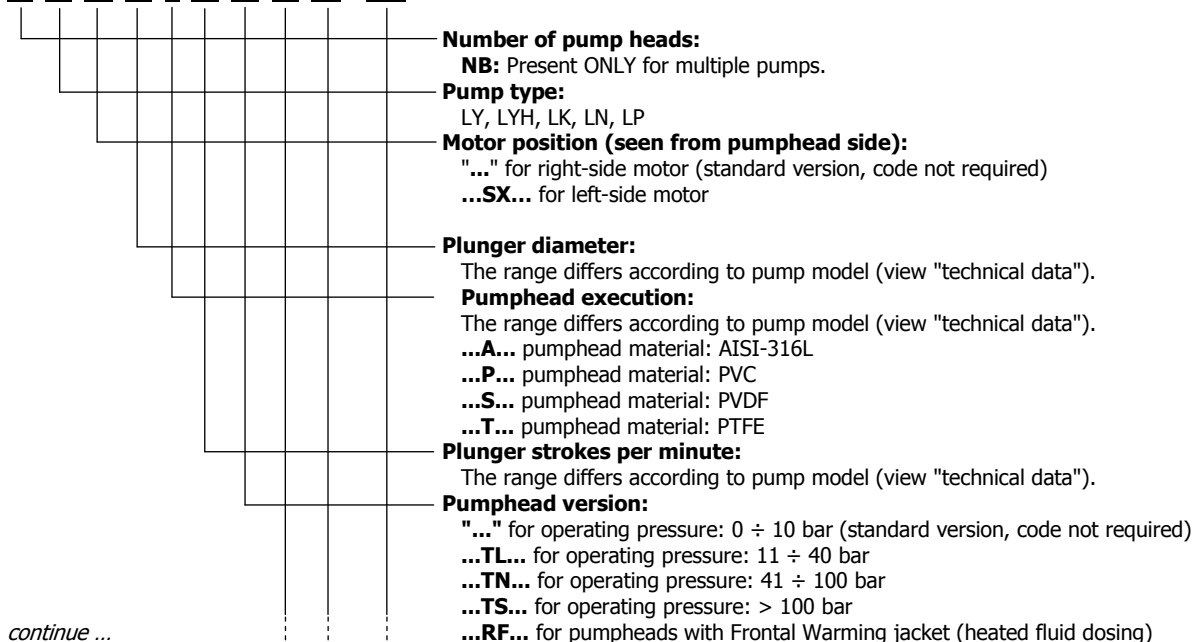 Number of pump heads:
NB: Present ONLY for multiple pumps.
Pump type:
LY, LYH, LK, LN, LP
Motor position (seen from pumphead side):
"..." for right-side motor (standard version, code not required)
...SX... for left-side motor
Plunger diameter:
The range differs according to pump model (view "technical data").
Pumphead execution:
The range differs according to pump model (view "technical data").
...A... pumphead material: AISI-316L
...P... pumphead material: PVC
...S... pumphead material: PVDF
...T... pumphead material: PTFE
Plunger strokes per minute:
The range differs according to pump model (view "technical data").
Pumphead version:
"..." for operating pressure: 0 ÷ 10 bar (standard version, code not required)
...TL... for operating pressure: 11 ÷ 40 bar
...TN... for operating pressure: 41 ÷ 100 bar
...TS... for operating pressure: > 100 bar
...RF... for pumpheads with Frontal Warming jacket (heated fluid dosing)
continue ...